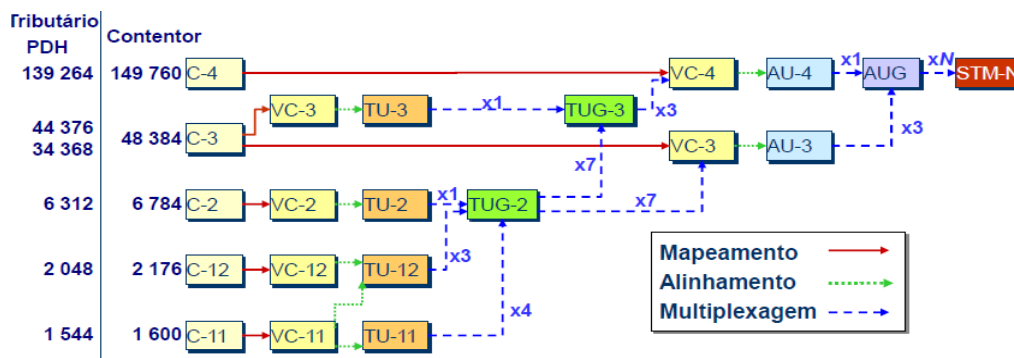 Tributário
PDH
Contentor
139 264
149 760
C-4
VC-4
AU-4
x1
AUG
xN
STM-N
VC-3
TU-3
x1
TUG-3
x3
44 376
34 368
48 384
C-3
VC-3
AU-3
x3
x7
6 312
6 784
C-2
VC-2
TU-2
x1
TUG-2
x7
x3
2 048
2 176
C-12
VC-12
TU-12
x4
1 544
1 600
C-11
VC-11
TU-11
Mapeamento
Alinhamento
Multiplexagem